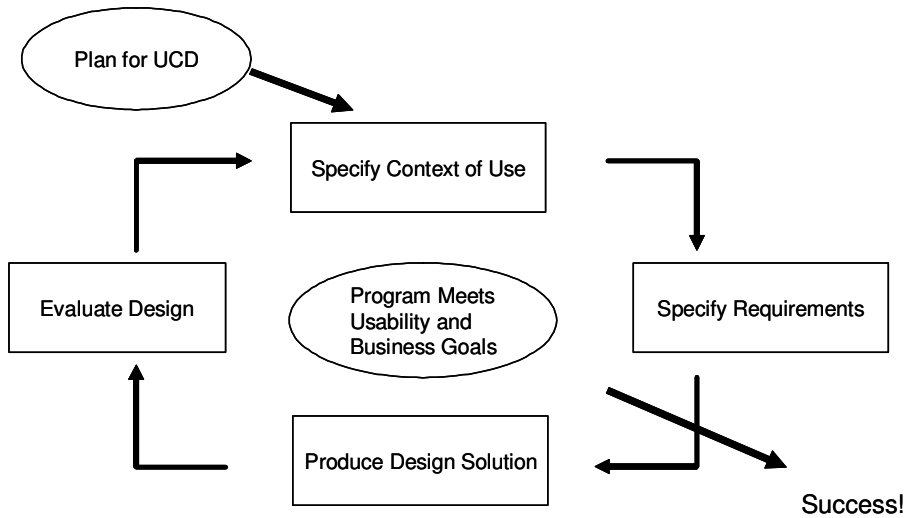 Plan for UCD
Specify Context of Use
Evaluate Design
Program Meets
Usability and
Business Goals
Specify Requirements
Produce Design Solution
Success!